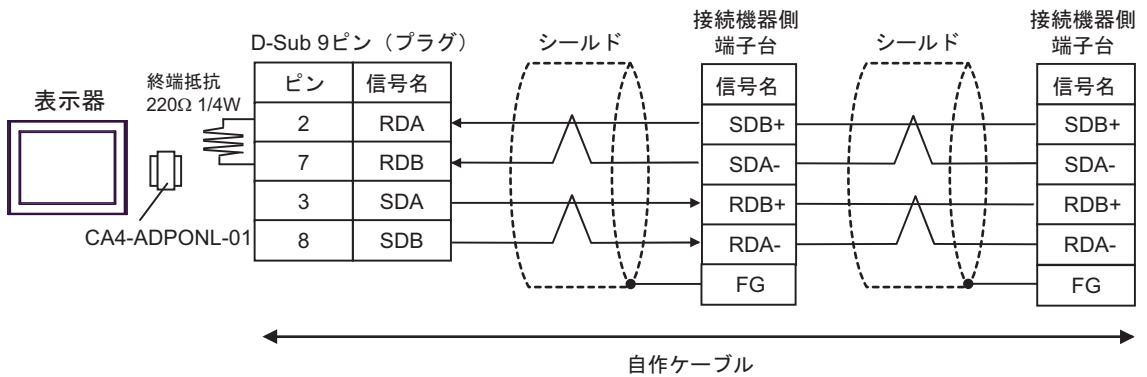 表示器
終端抵抗
220Ω 1/4W
CA4-ADPONL-01
D-Sub 9ピン（プラグ）
ピン 信号名
2 RDA
7 RDB
3 SDA
8 SDB
シールド
接続機器側
端子台
信号名
SDB+
SDA-
RDB+
RDA-
FG
シールド
接続機器側
端子台
信号名
SDB+
SDA-
RDB+
RDA-
FG
自作ケーブル